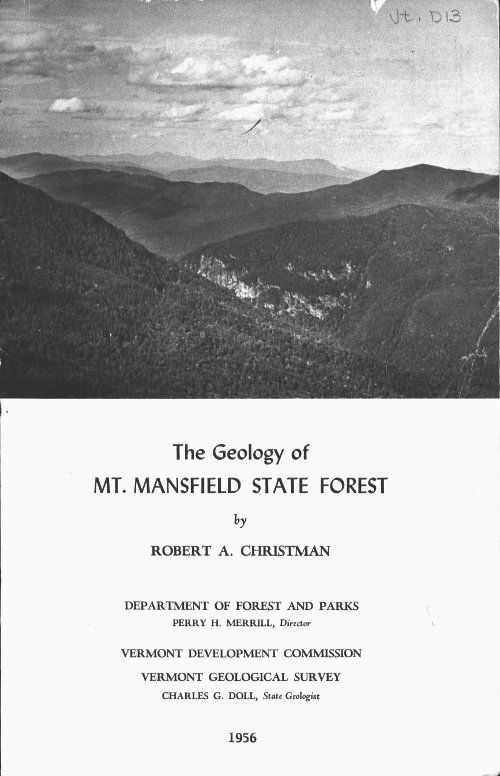 Vt. D13
The Geology of
MT. MANSFIELD STATE FOREST
by
ROBERT A. CHRISTMAN
DEPARTMENT OF FOREST AND PARKS
PERRY H. MERRILL, Director
VERMONT DEVELOPMENT COMMISSION
VERMONT GEOLOGICAL SURVEY
CHARLES G. DOLL, State Geologist
1956